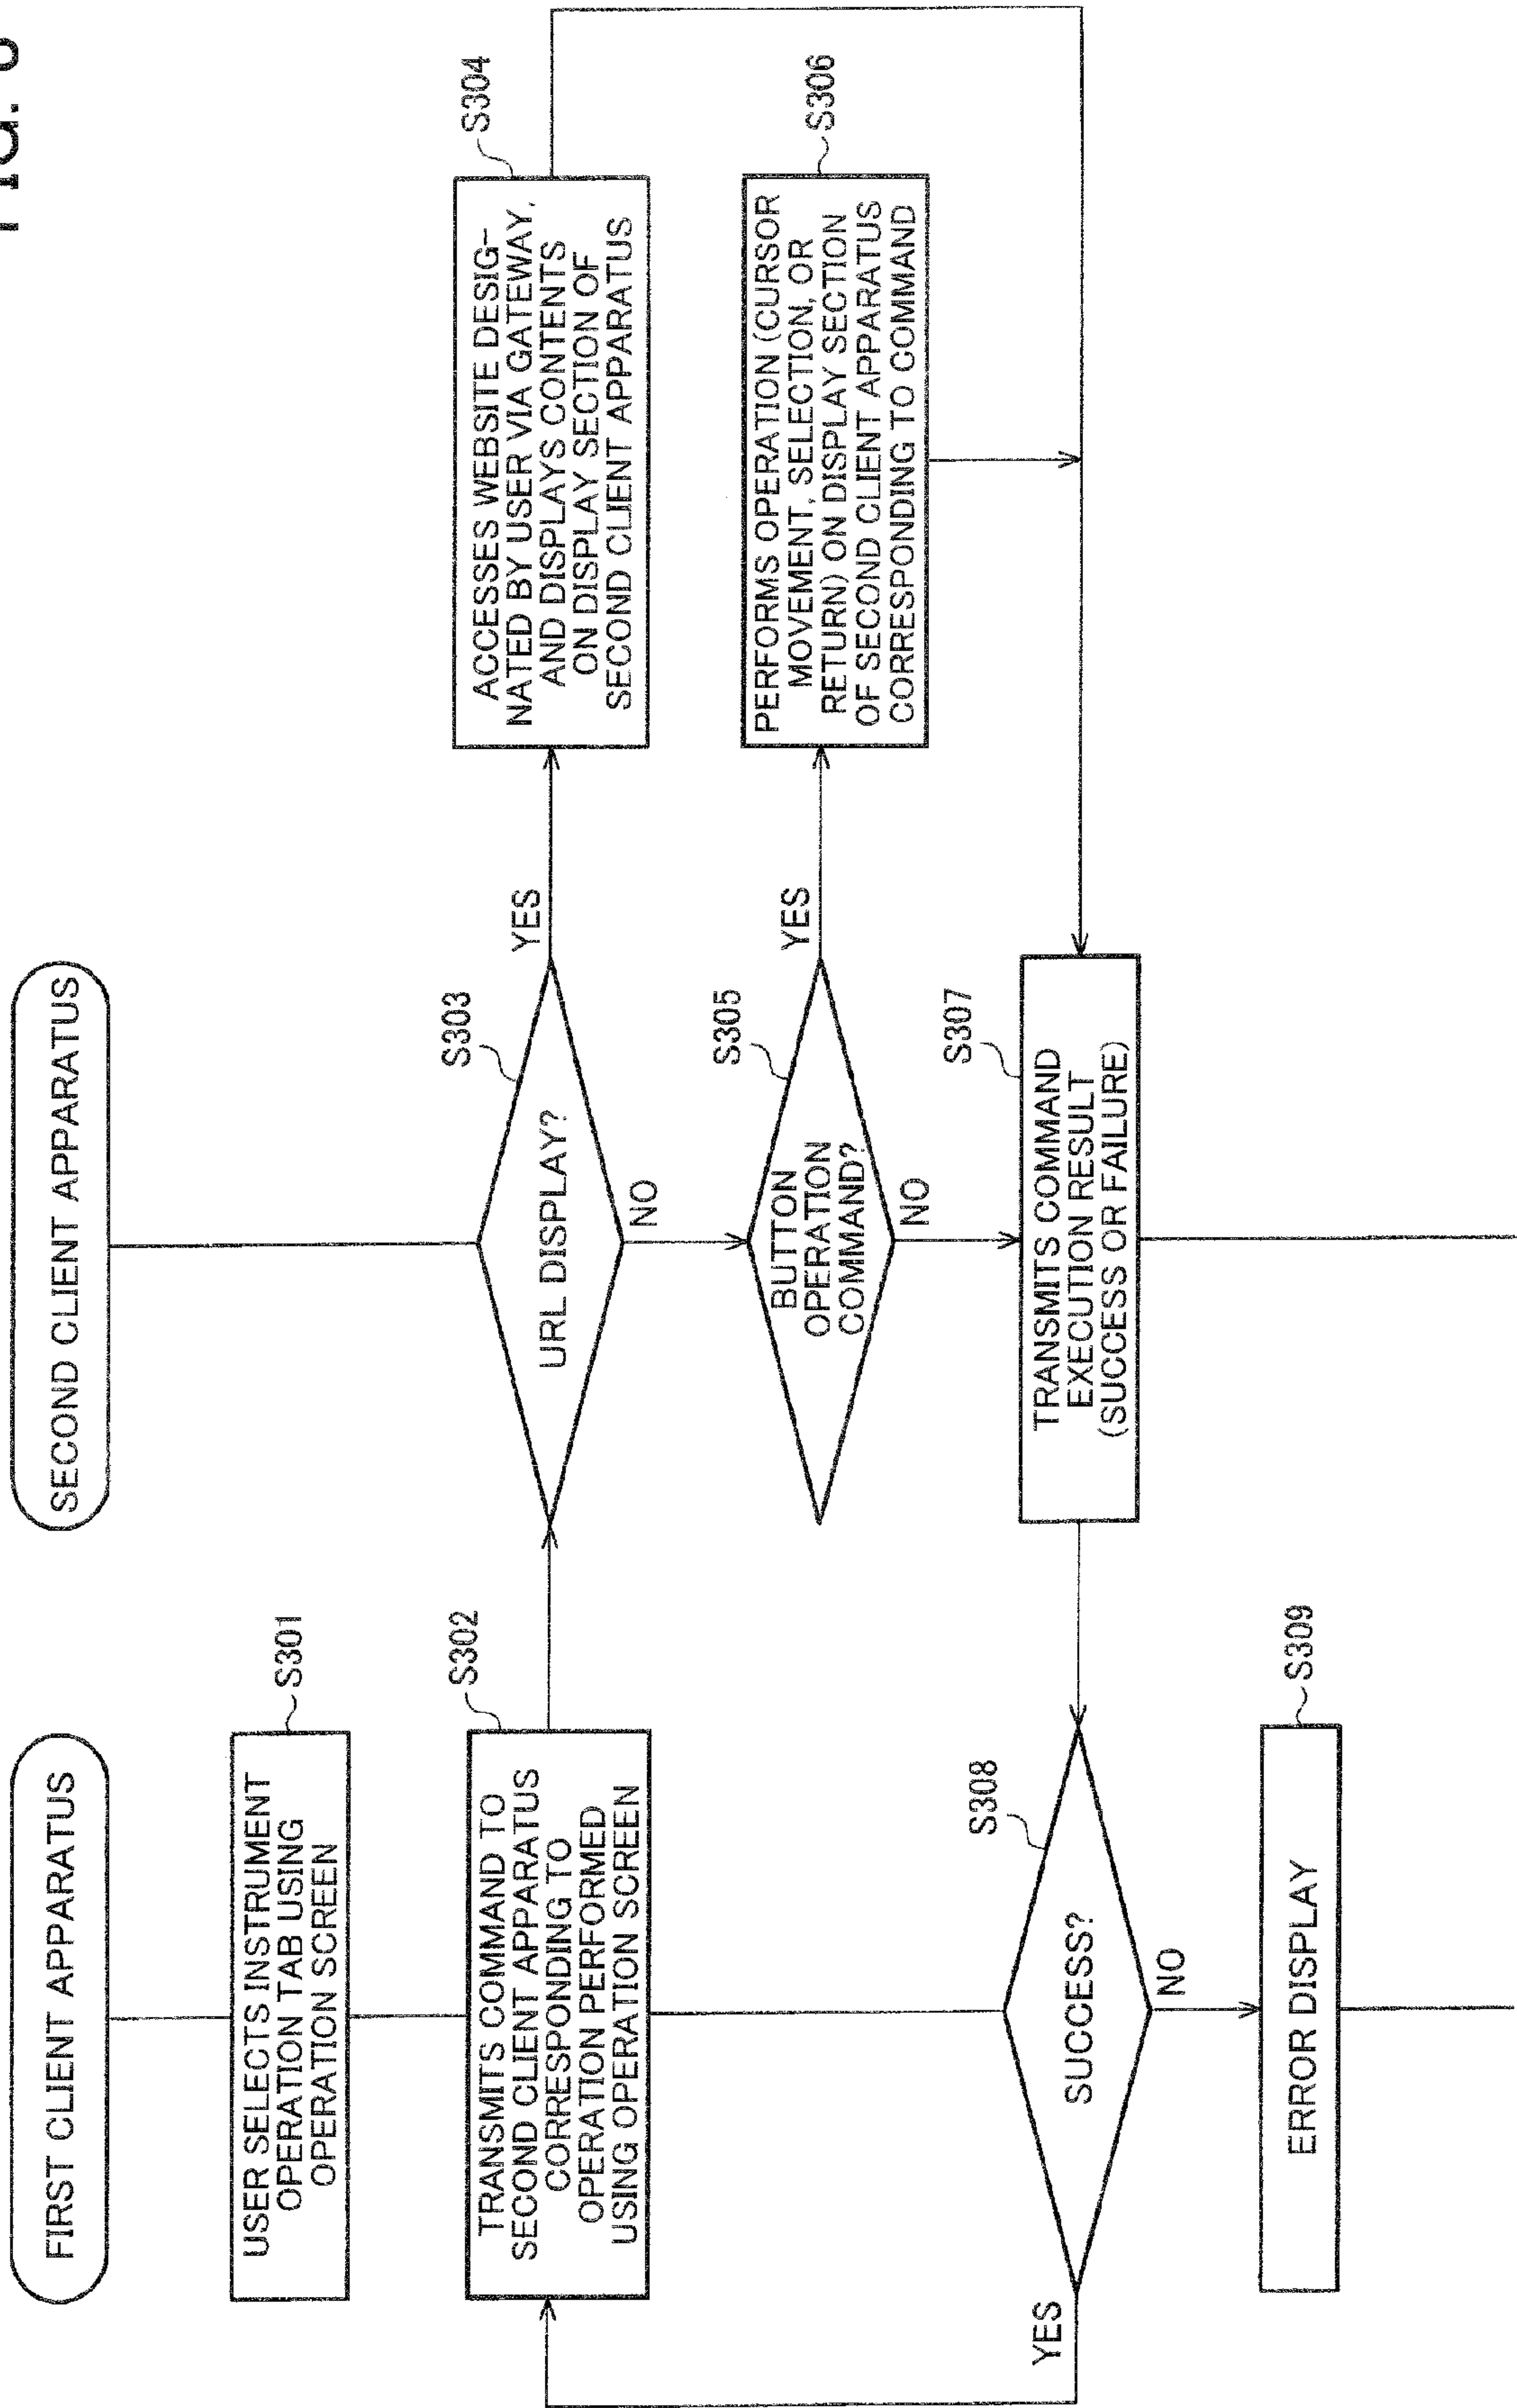 FIRST CLIENT APPARATUS
SECOND CLIENT APPARATUS
USER SELECTS INSTRUMENT
OPERATION TAB USING
OPERATION SCREEN
S301
TRANSMITS COMMAND TO
SECOND CLIENT APPARATUS
CORRESPONDING TO
OPERATION PERFORMED
USING OPERATION SCREEN
S302
URL DISPLAY?
S303
YES
NO
ACCESSES WEBSITE DESIG-
NATED BY USER VIA GATEWAY,
AND DISPLAYS CONTENTS
ON DISPLAY SECTION OF
SECOND CLIENT APPARATUS
S304
BUTTON
OPERATION
COMMAND?
S305
YES
NO
PERFORMS OPERATION (CURSOR
MOVEMENT, SELECTION, OR
RETURN) ON DISPLAY SECTION
OF SECOND CLIENT APPARATUS
CORRESPONDING TO COMMAND
S306
TRANSMITS COMMAND
EXECUTION RESULT
(SUCCESS OR FAILURE)
S307
SUCCESS?
S308
YES
NO
ERROR DISPLAY
S309